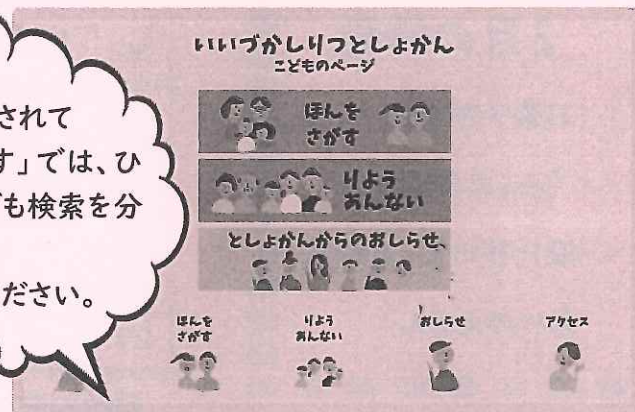 されて
す」では、ひ
も検索を分
ださい。
いいづかしりつとしょかん
こどものページ
ほんを
さがす
りよう
あんない
としょかんからのおしらせ、
ほんを
さがす
りよう
あんない
おしらせ
アクセス